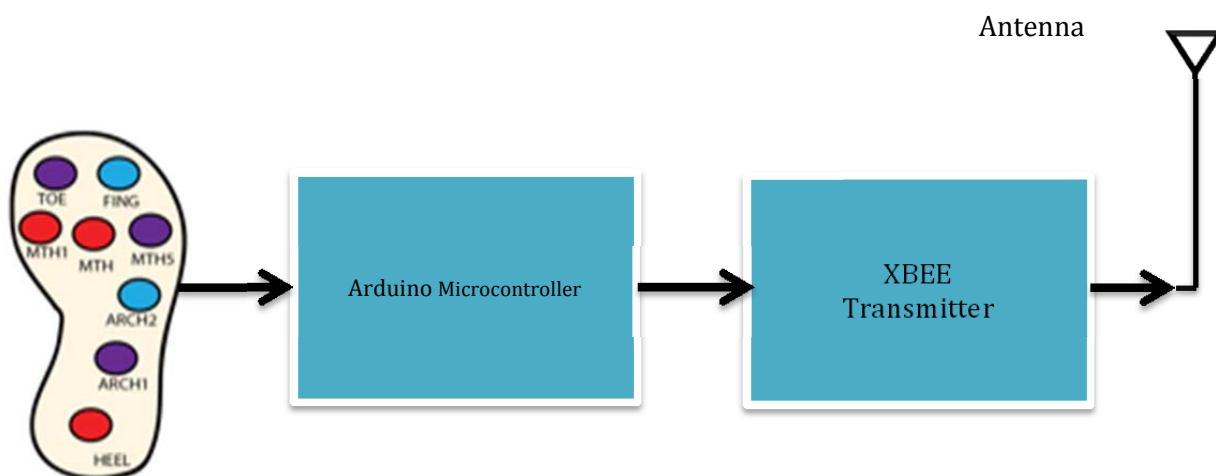 Antenna
TOE FING
MTH1 MTH MTH5
ARCH2
ARCH1
HEEL
Arduino Microcontroller
XBEE
Transmitter